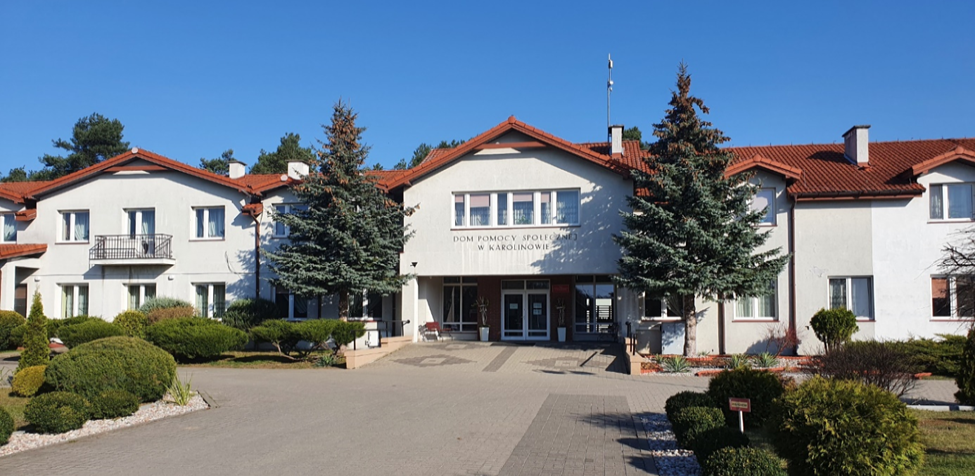 DOM POMOCY SPOŁECZNEJ
W KAROLINOWIE